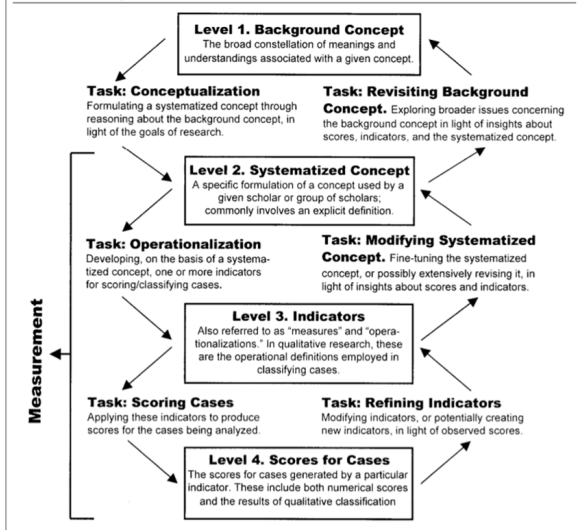 Level 1. Background Concept
The broad constellation of meanings and
understandings associated with a given concept.
Task: Conceptualization
Formulating a systematized concept through
reasoning about the background concept, in
light of the goals of research.
Task: Revisiting Background
Concept. Exploring broader issues concerning
the background concept in light of insights about
scores, indicators, and the systematized concept.
Level 2. Systematized Concept
A specific formulation of a concept used by a
given scholar or group of scholars;
commonly involves an explicit definition.
Task: Operationalization
Developing, on the basis of a systema-
tized concept, one or more indicators
for scoring/classifying cases.
Task: Modifying Systematized
Concept. Fine-tuning the systematized
concept, or possibly extensively revising it, in
light of insights about scores and indicators.
Measurement
Level 3. Indicators
Also referred to as "measures" and "opera-
tionalizations." In qualitative research, these
are the operational definitions employed in
classifying cases.
Task: Scoring Cases
Applying these indicators to produce
scores for the cases being analyzed.
Task: Refining Indicators
Modifying indicators, or potentially creating
new indicators, in light of observed scores.
Level 4. Scores for Cases
The scores for cases generated by a particular
indicator. These include both numerical scores
and the results of qualitative classification